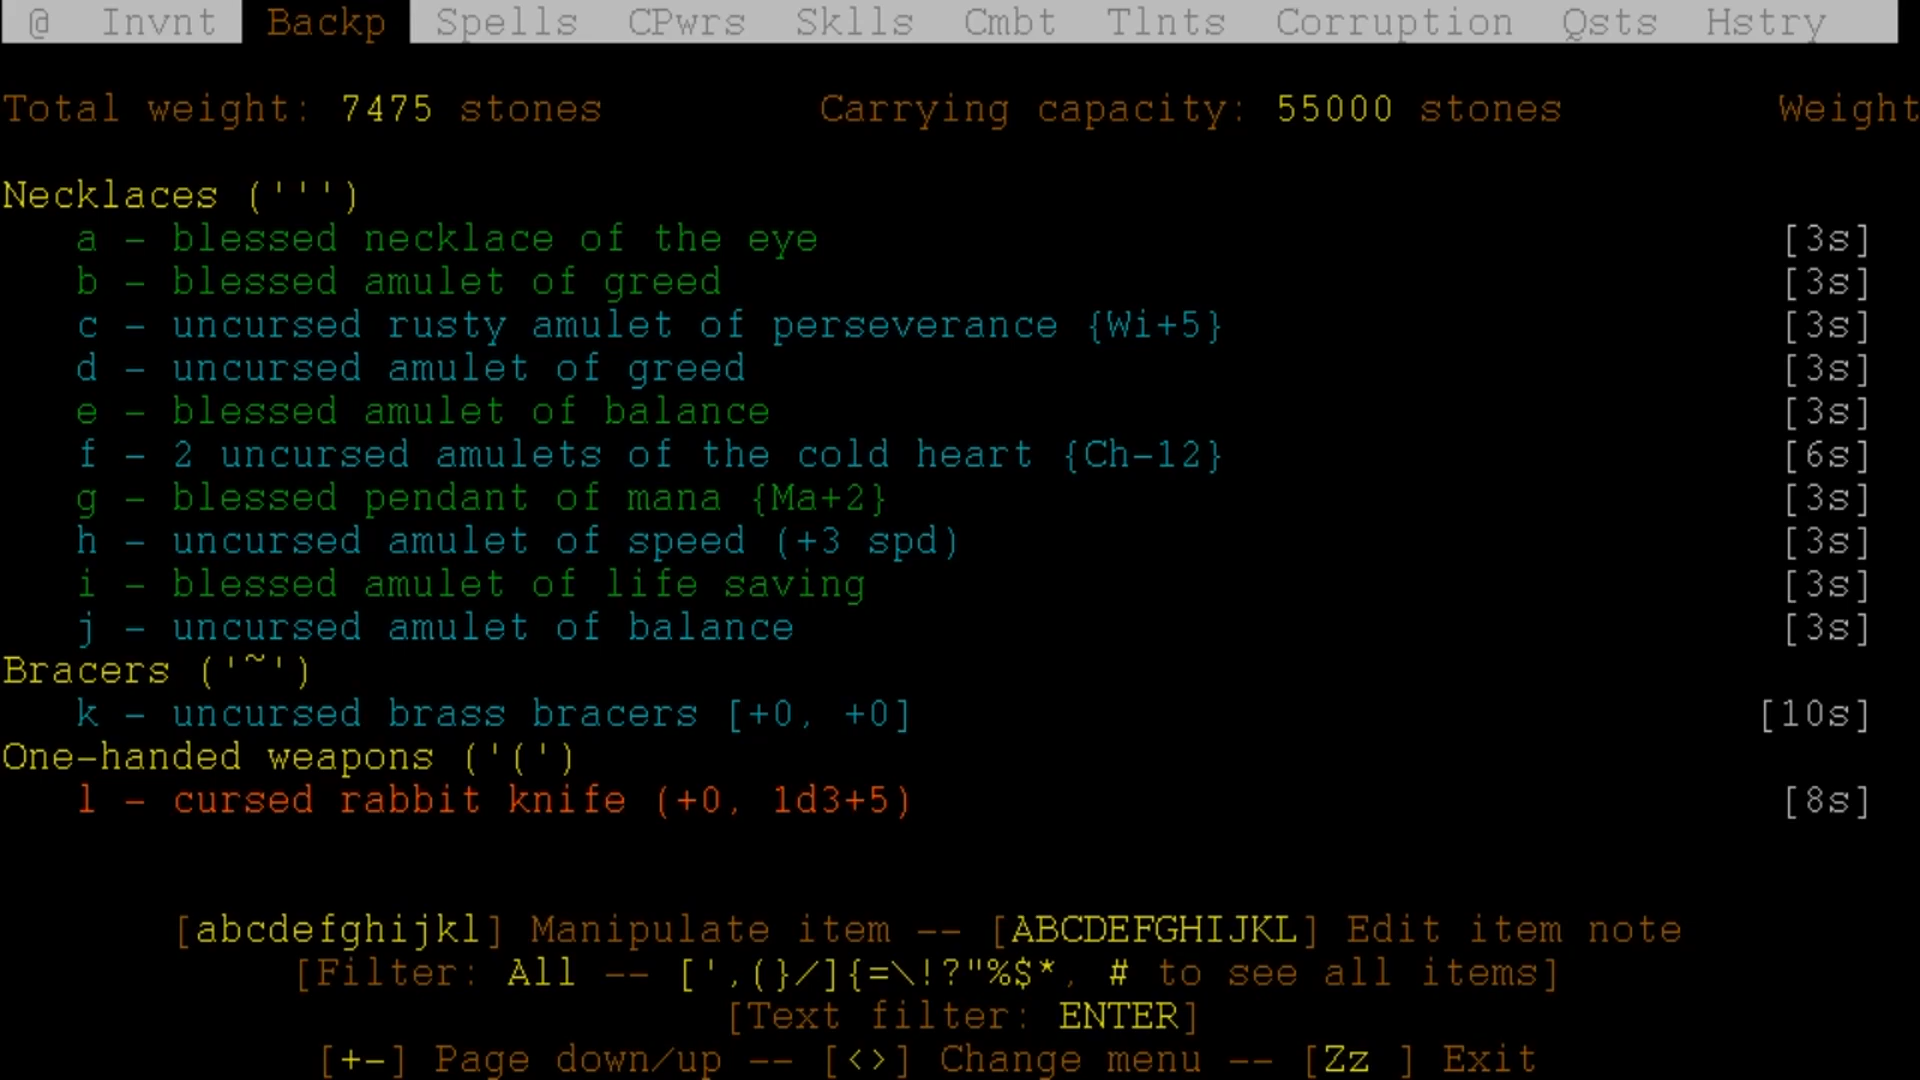 @ Invnt Backp Spells CPwrs Sklls Cmbt Tlnts Corruption Qsts Hstry
Total weight: 7475 stones Carrying capacity: 55000 stones Weight
Necklaces (''')
a - blessed necklace of the eye [3s]
b - blessed amulet of greed [3s]
c - uncursed rusty amulet of perseverance {Wi+5} [3s]
d - uncursed amulet of greed [3s]
e - blessed amulet of balance [3s]
f - 2 uncursed amulets of the cold heart {Ch-12} [6s]
g - blessed pendant of mana {Ma+2} [3s]
h - uncursed amulet of speed (+3 spd) [3s]
i - blessed amulet of life saving [3s]
j - uncursed amulet of balance [3s]
Bracers ('~')
k - uncursed brass bracers [+0, +0] [10s]
One-handed weapons ('(')
l - cursed rabbit knife (+0, 1d3+5) [8s]
[abcdefghijkl] Manipulate item -- [ABCDEFGHIJKL] Edit item note
[Filter: All -- [',(}/]{=\!?"%$*, # to see all items]
[Text filter: ENTER]
[+-] Page down/up -- [<>] Change menu -- [Zz ] Exit